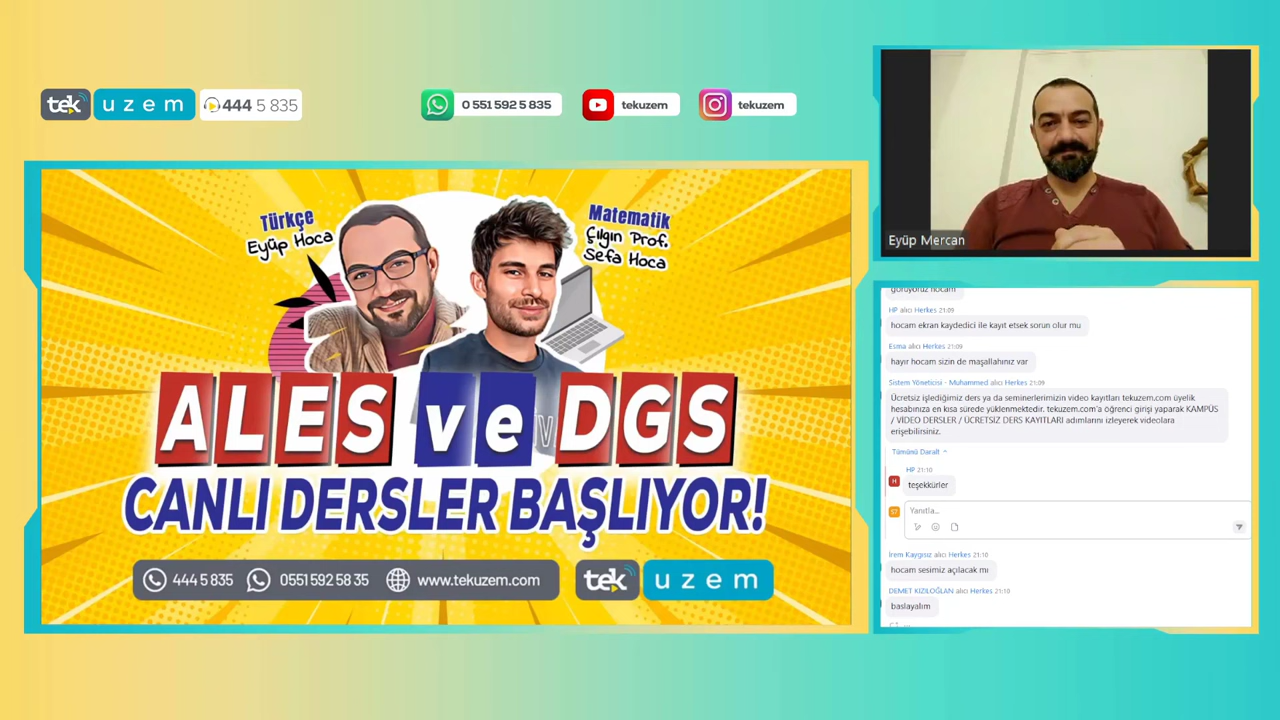 tek uzem 444 5 835
0 551 592 5 835
tekuzem
tekuzem
Türkçe
Eyüp Hoca
Matematik
Çılgın Prof.
Sefa Hoca
ALES ve DGS
CANLI DERSLER BAŞLIYOR!
444 5 835 0551 592 58 35 www.tekuzem.com tek uzem
Eyüp Mercan
görüyoruz hocam
HP alıcı Herkes 21:09
hocam ekran kaydedici ile kayıt etsek sorun olur mu
Esma alıcı Herkes 21:09
hayır hocam sizin de maşallahınız var
Sistem Yöneticisi - Muhammed alıcı Herkes 21:09
Ücretsiz işlediğimiz ders ya da seminerlerimizin video kayıtları tekuzem.com üyelik
hesabınıza en kısa sürede yüklenmektedir. tekuzem.com'a öğrenci girişi yaparak KAMPÜS
/ VİDEO DERSLER / ÜCRETSİZ DERS KAYITLARI adımlarını izleyerek videolara
erişebilirsiniz.
Tümünü Daralt
HP 21:10
H
teşekkürler
Yanıtla...
İrem Kaygısız alıcı Herkes 21:10
hocam sesimiz açılacak mı
DEMET KIZILOĞLAN alıcı Herkes 21:10
baslayalım